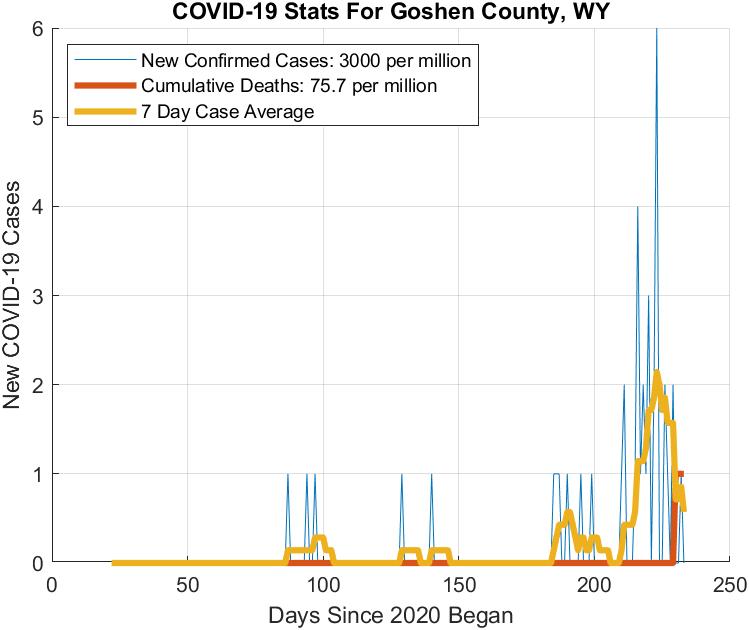 COVID-19 Stats For Goshen County, WY
New Confirmed Cases: 3000 per million
Cumulative Deaths: 75.7 per million
7 Day Case Average
New COVID-19 Cases
6
5
4
3
2
1
0
0 50 100 150 200 250
Days Since 2020 Began